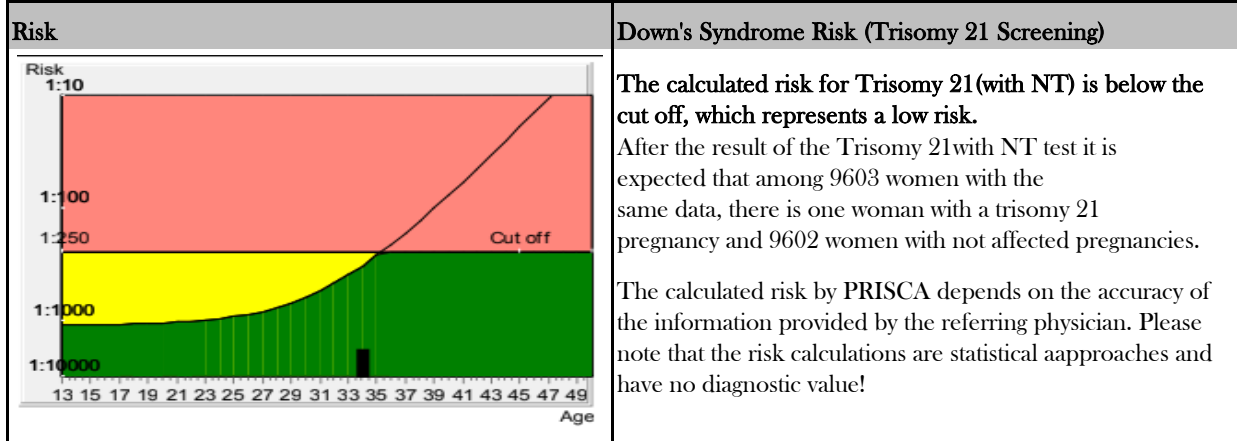 Risk
Down's Syndrome Risk (Trisomy 21 Screening)
Risk
1:10
1:100
1:250
Cut off
1:1000
1:10000
13 15 17 19 21 23 25 27 29 31 33 35 37 39 41 43 45 47 49
Age
The calculated risk for Trisomy 21(with NT) is below the
cut off, which represents a low risk.
After the result of the Trisomy 21with NT test it is
expected that among 9603 women with the
same data, there is one woman with a trisomy 21
pregnancy and 9602 women with not affected pregnancies.
The calculated risk by PRISCA depends on the accuracy of
the information provided by the referring physician. Please
note that the risk calculations are statistical aapproaches and
have no diagnostic value!